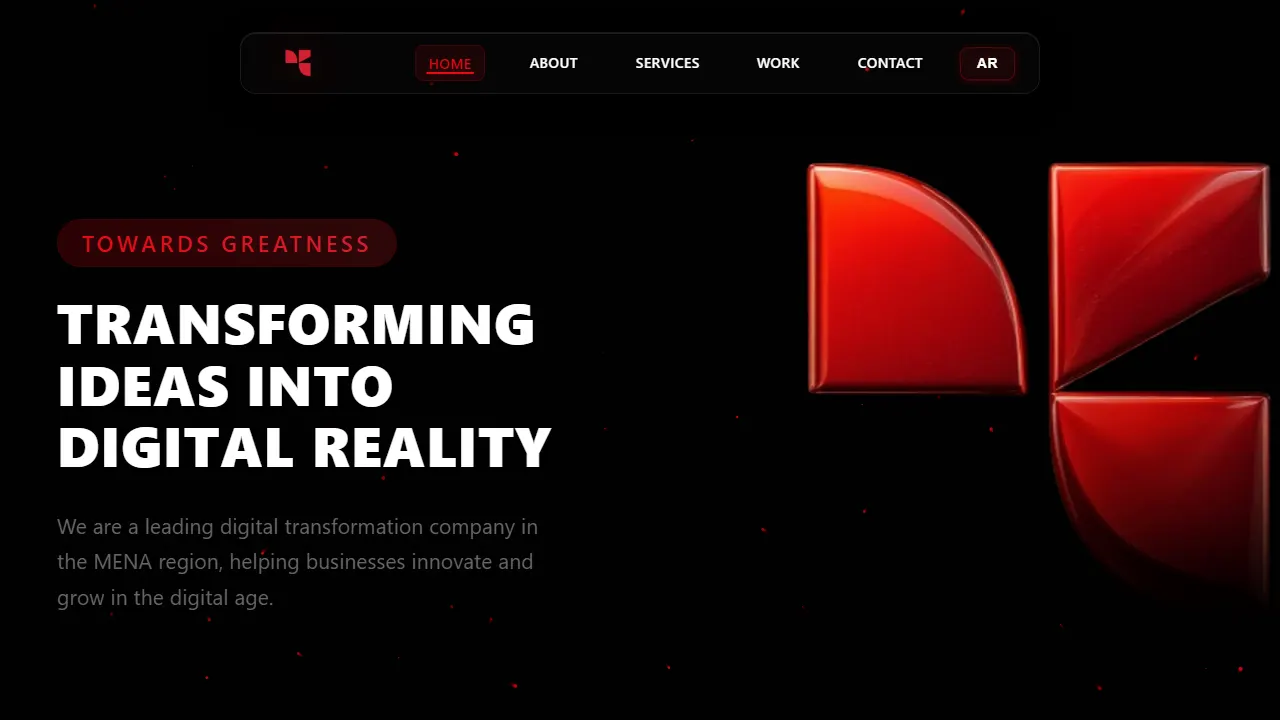 HOME
ABOUT
SERVICES
WORK
CONTACT
AR
TOWARDS GREATNESS
TRANSFORMING
IDEAS INTO
DIGITAL REALITY
We are a leading digital transformation company in
the MENA region, helping businesses innovate and
grow in the digital age.